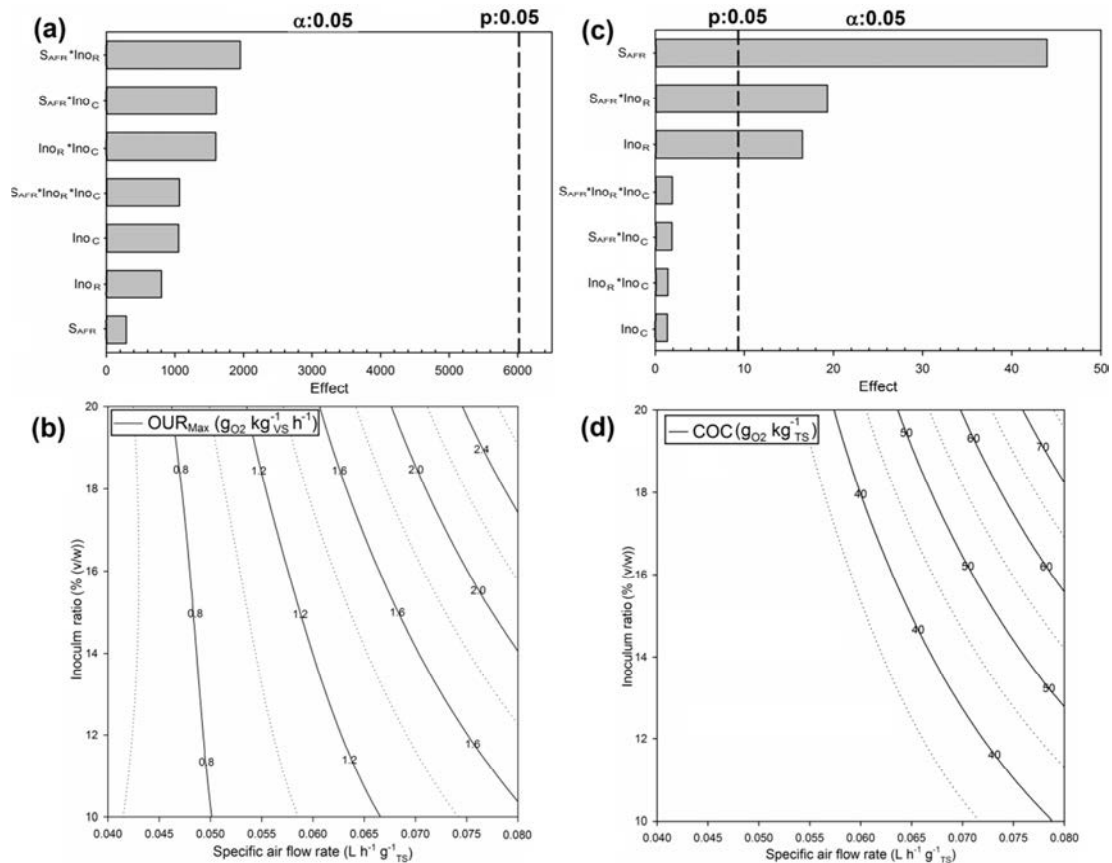 (a)
α:0.05
p:0.05
S_AFR*Ino_R
S_AFR*Ino_C
Ino_R*Ino_C
S_AFR*Ino_R*Ino_C
Ino_C
Ino_R
S_AFR
0 1000 2000 3000 4000 5000 6000
Effect
(c)
p:0.05
α:0.05
S_AFR
S_AFR*Ino_R
Ino_R
S_AFR*Ino_R*Ino_C
S_AFR*Ino_C
Ino_R*Ino_C
Ino_C
0 10 20 30 40 50
Effect
(b)
OUR_Max (g_O2 kg^-1_VS h^-1)
20
18
16
14
12
10
Inoculm ratio (% (v/w))
0.8
1.2
1.6
2.0
2.4
0.8
1.2
1.6
2.0
0.8
1.2
1.6
0.040 0.045 0.050 0.055 0.060 0.065 0.070 0.075 0.080
Specific air flow rate (L h^-1 g^-1_TS)
(d)
COC (g_O2 kg^-1_TS)
20
18
16
14
12
10
Inoculum ratio (% (v/w))
50
60
70
40
50
60
40
50
40
0.040 0.045 0.050 0.055 0.060 0.065 0.070 0.075 0.080
Specific air flow rate (L h^-1 g^-1_TS)